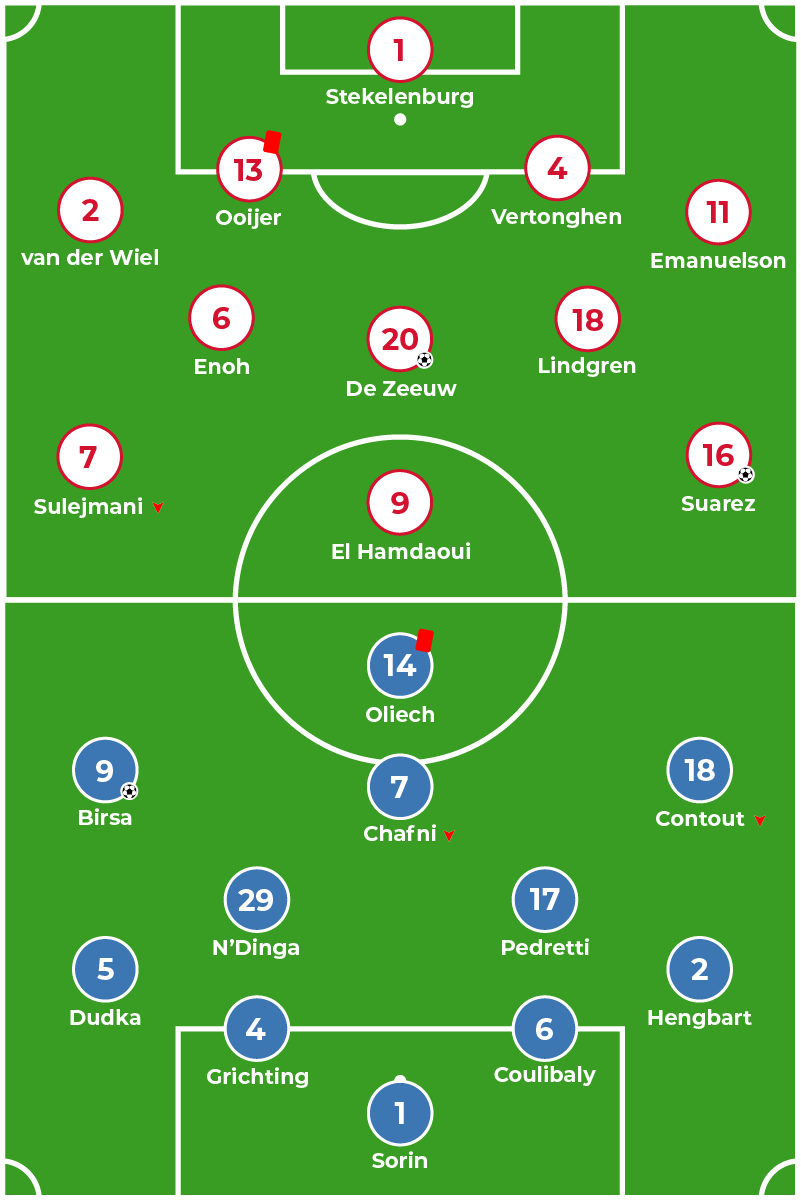 1
Stekelenburg
13
Ooijer
4
Vertonghen
2
van der Wiel
11
Emanuelson
6
Enoh
20
De Zeeuw
18
Lindgren
7
Sulejmani
16
Suarez
9
El Hamdaoui
14
Oliech
9
Birsa
7
Chafni
18
Contout
29
N’Dinga
17
Pedretti
5
Dudka
2
Hengbart
4
Grichting
6
Coulibaly
1
Sorin